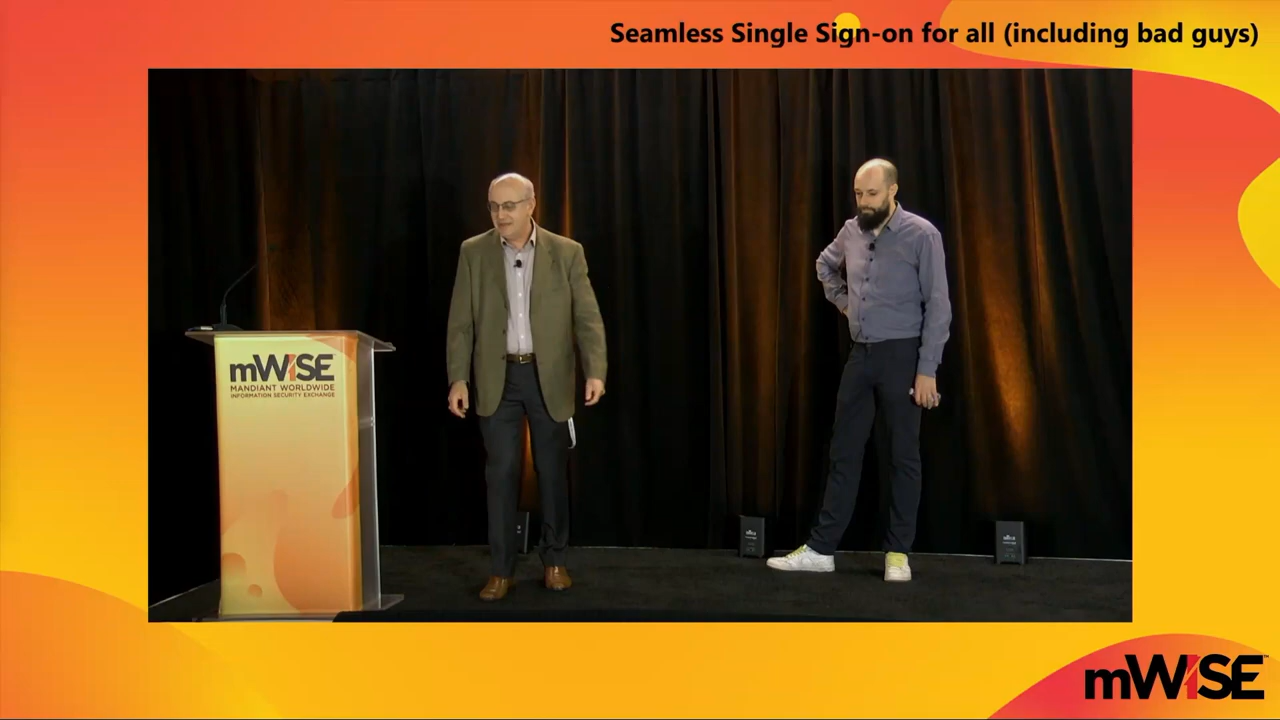 Seamless Single Sign-on for all (including bad guys)
mWISE
MANDIANT WORLDWIDE
INFORMATION SECURITY EXCHANGE
mWISE